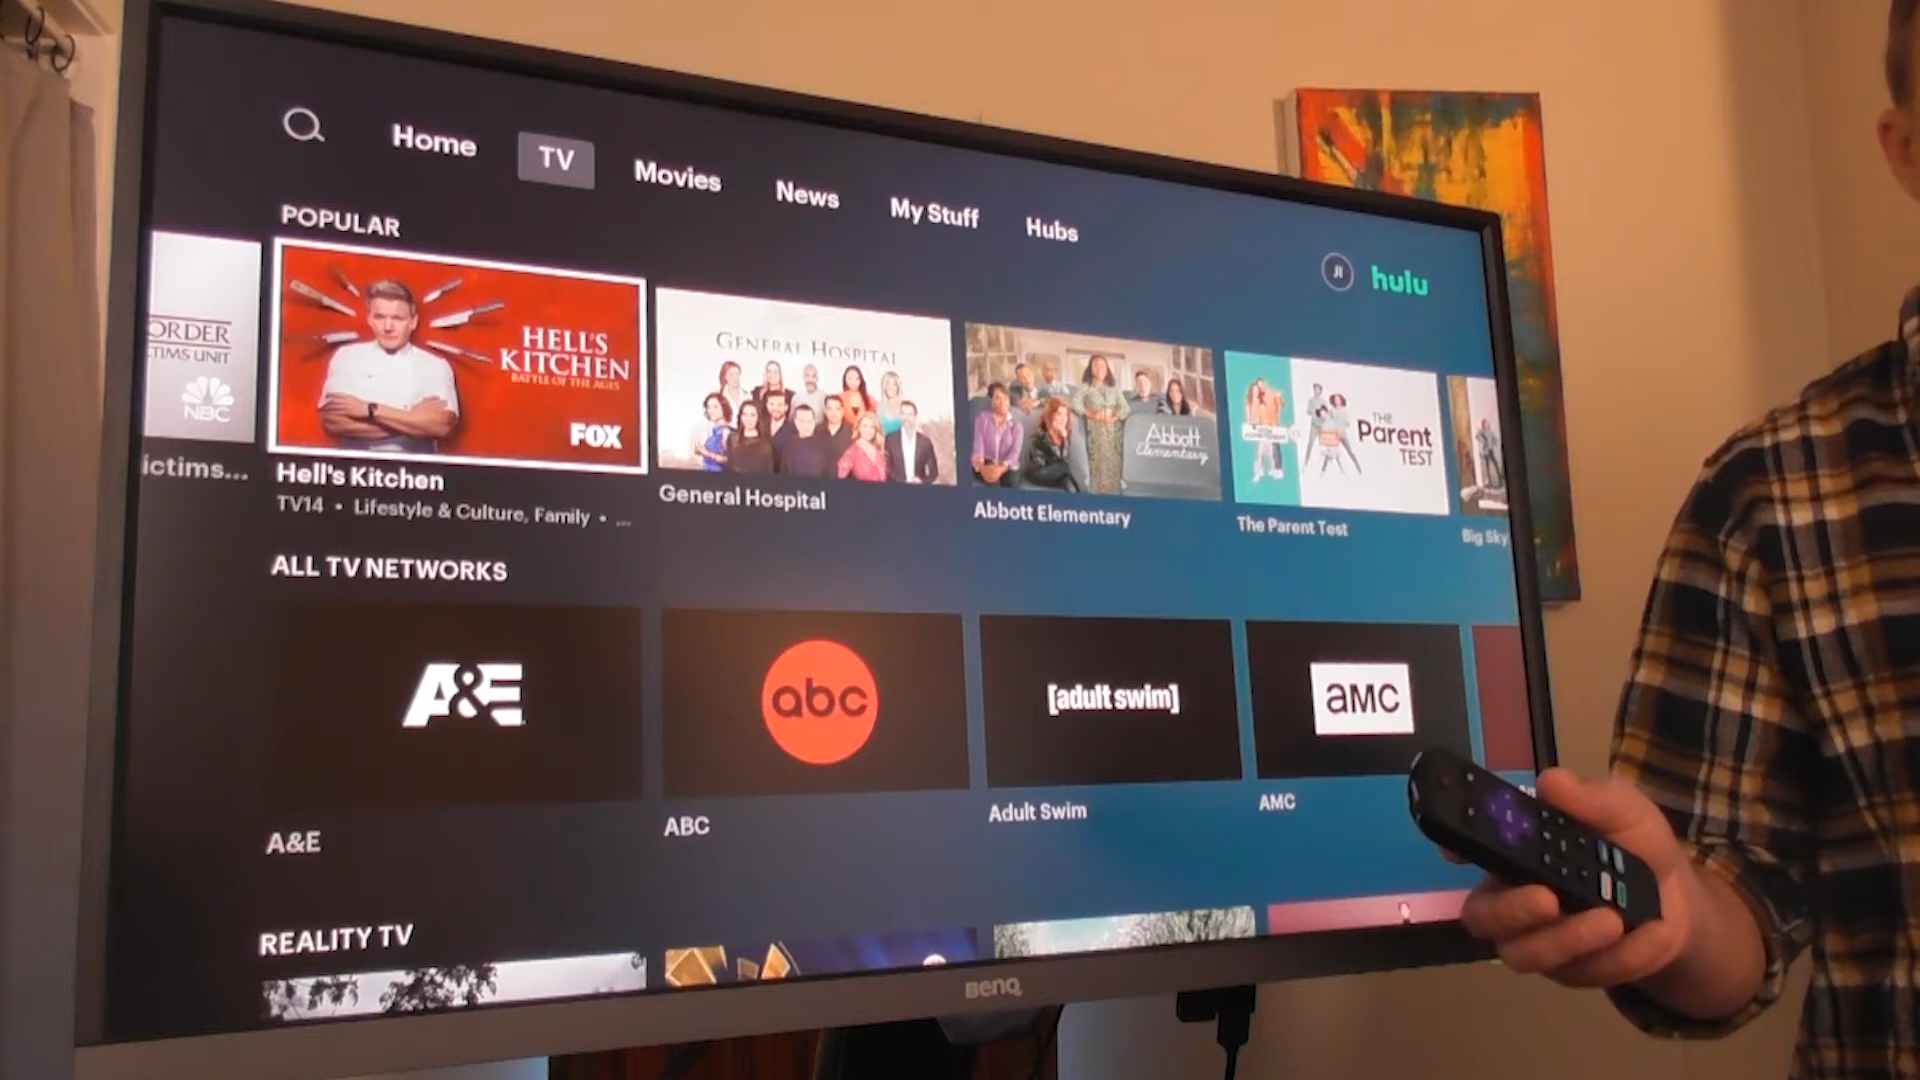 Home
TV
Movies
News
My Stuff
Hubs
JI
hulu
POPULAR
ORDER
TIMS UNIT
NBC
ictims...
HELL'S
KITCHEN
BATTLE OF THE AGES
FOX
Hell's Kitchen
TV14 • Lifestyle & Culture, Family • ...
GENERAL HOSPITAL
General Hospital
Abbott
Elementary
Abbott Elementary
THE
Parent
TEST
The Parent Test
Big Sky
ALL TV NETWORKS
A&E
A&E
abc
ABC
[adult swim]
Adult Swim
aMC
AMC
REALITY TV
BenQ